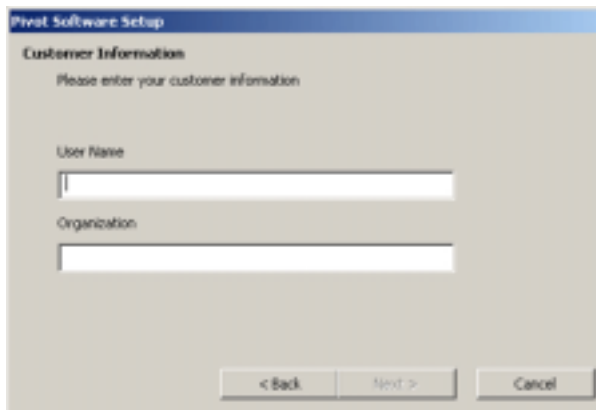 Pivot Software Setup
Customer Information
Please enter your customer information
User Name
Organization
< Back Next > Cancel